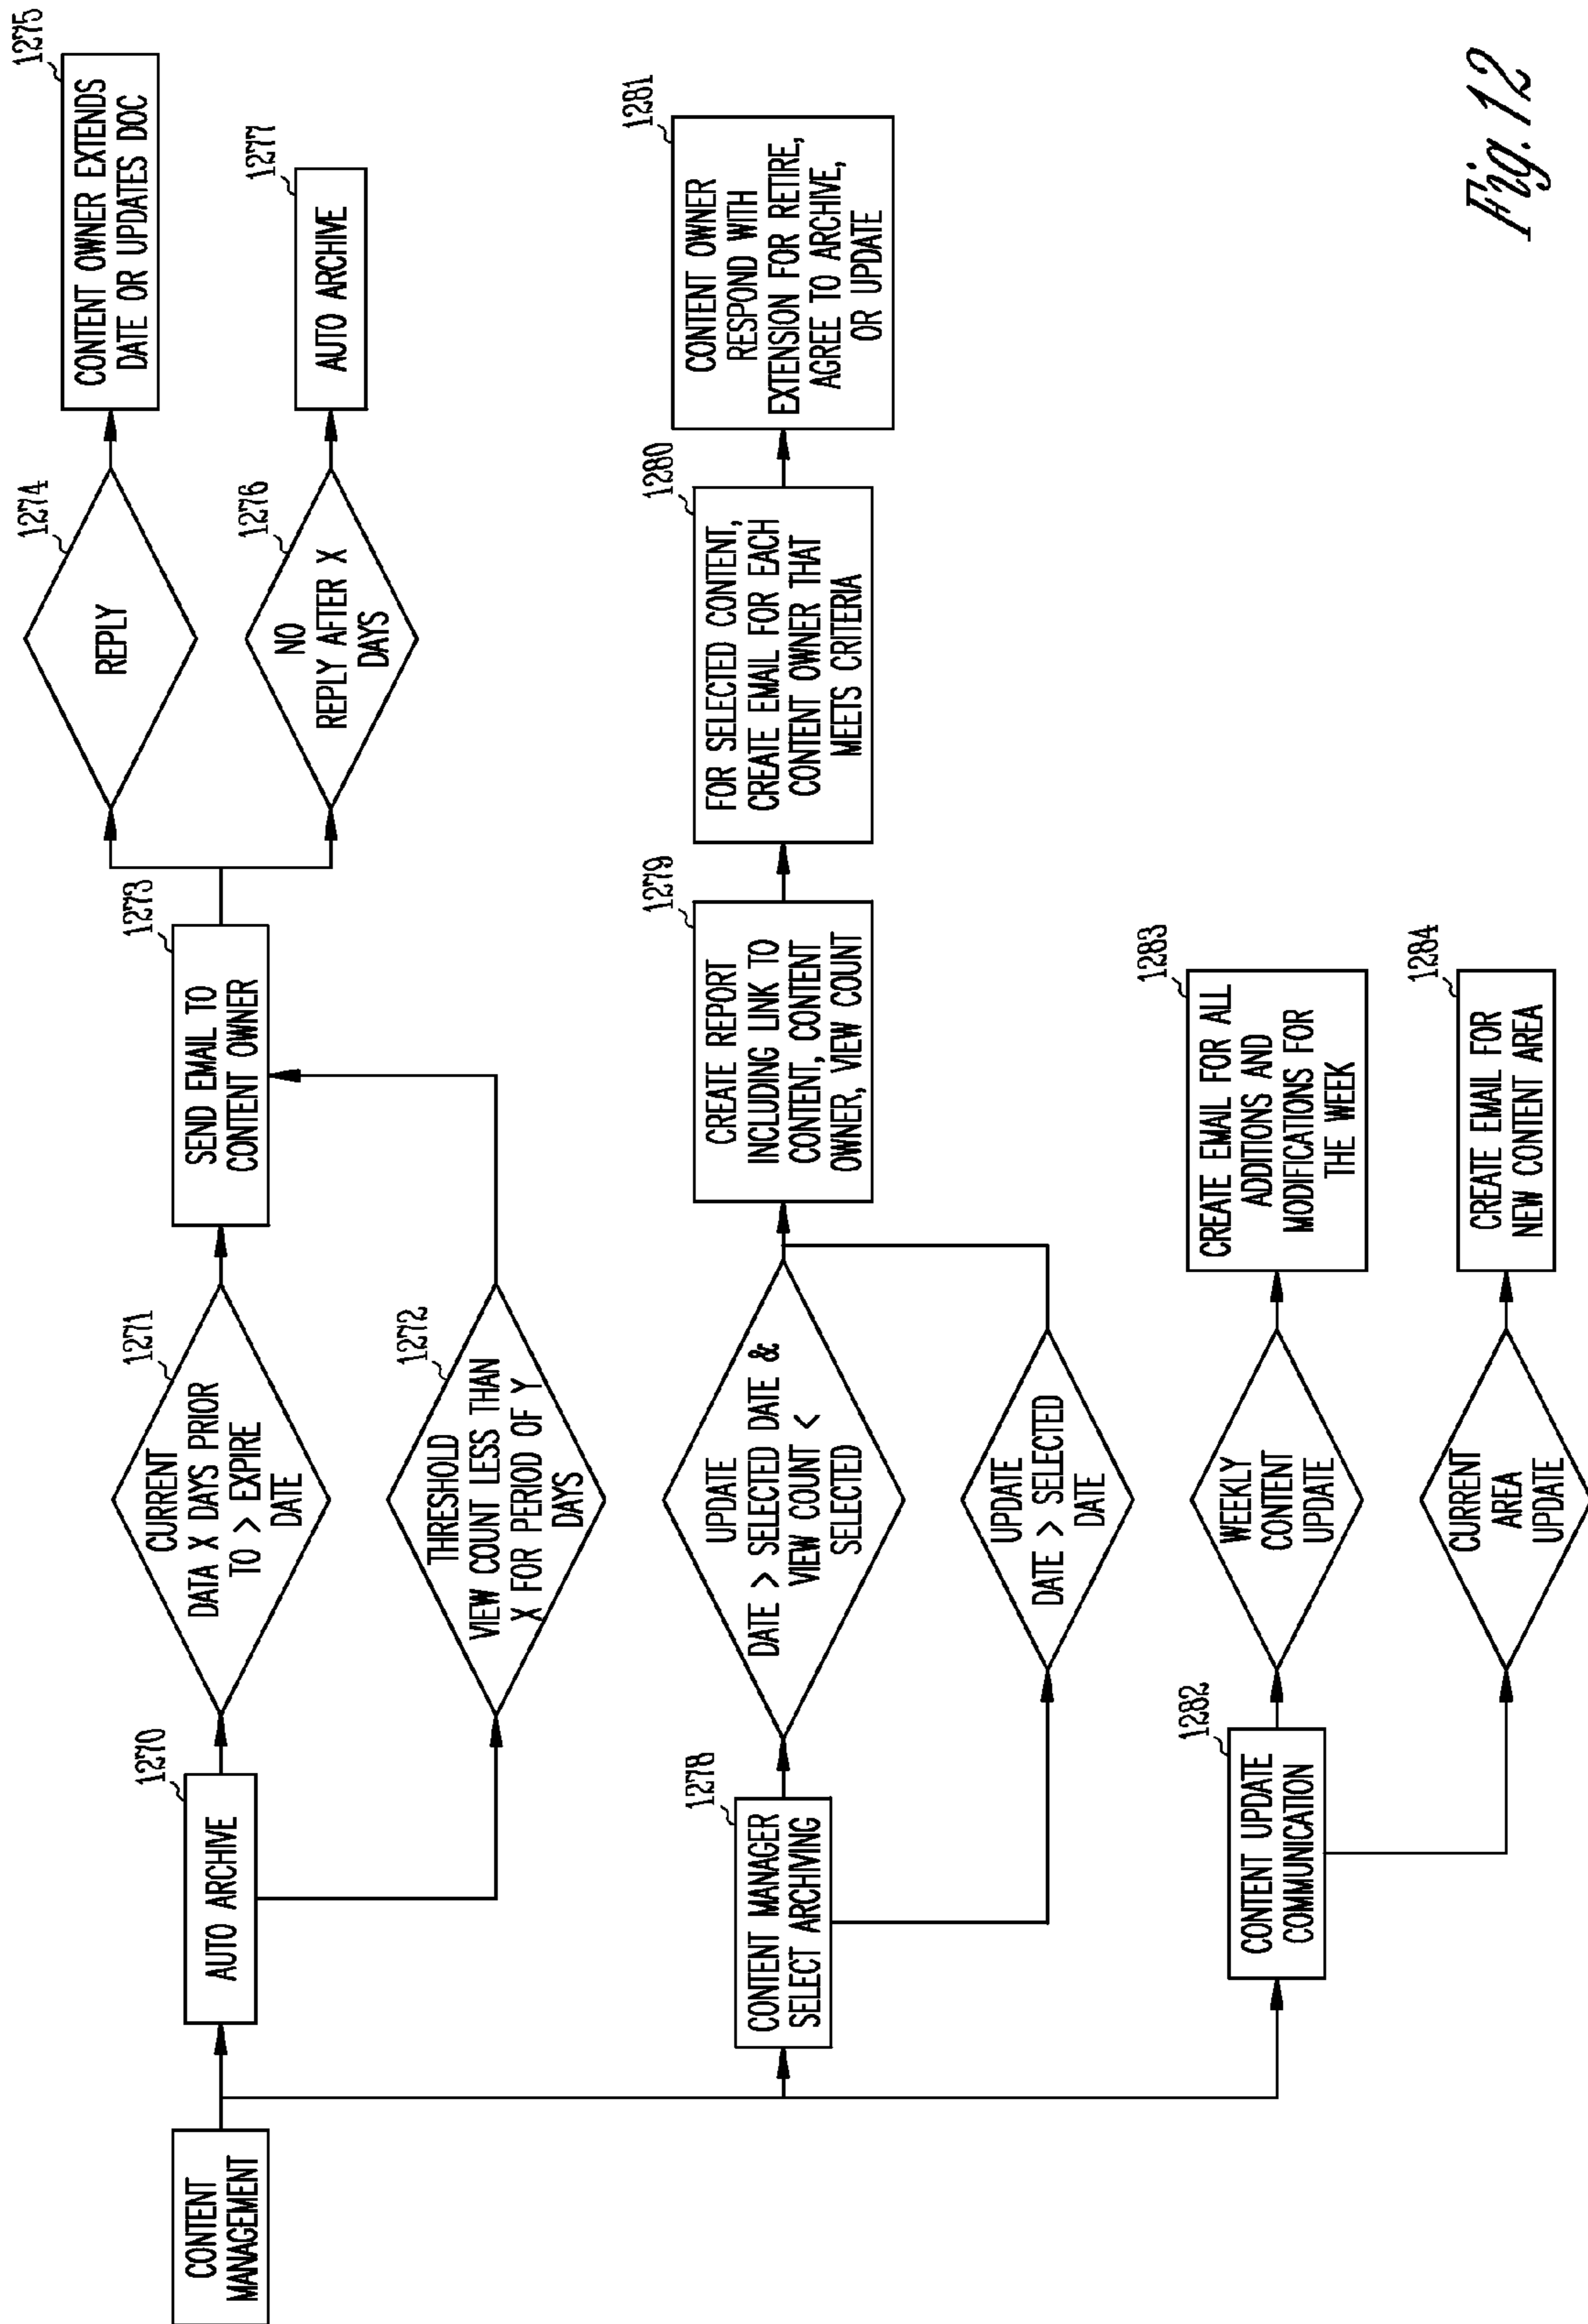 CONTENT
MANAGEMENT
1270
AUTO ARCHIVE
1271
CURRENT
DATA X DAYS PRIOR
TO > EXPIRE
DATE
1272
THRESHOLD
VIEW COUNT LESS THAN
X FOR PERIOD OF Y
DAYS
1273
SEND EMAIL TO
CONTENT OWNER
1274
REPLY
1275
CONTENT OWNER EXTENDS
DATE OR UPDATES DOC
1276
NO
REPLY AFTER X
DAYS
1277
AUTO ARCHIVE
1278
CONTENT MANAGER
SELECT ARCHIVING
UPDATE
DATE > SELECTED DATE &
VIEW COUNT <
SELECTED
UPDATE
DATE > SELECTED
DATE
1279
CREATE REPORT
INCLUDING LINK TO
CONTENT, CONTENT
OWNER, VIEW COUNT
1280
FOR SELECTED CONTENT,
CREATE EMAIL FOR EACH
CONTENT OWNER THAT
MEETS CRITERIA
1281
CONTENT OWNER
RESPOND WITH
EXTENSION FOR RETIRE,
AGREE TO ARCHIVE,
OR UPDATE
1282
CONTENT UPDATE
COMMUNICATION
WEEKLY
CONTENT
UPDATE
1283
CREATE EMAIL FOR ALL
ADDITIONS AND
MODIFICATIONS FOR
THE WEEK
CURRENT
AREA
UPDATE
1284
CREATE EMAIL FOR
NEW CONTENT AREA
Fig. 12